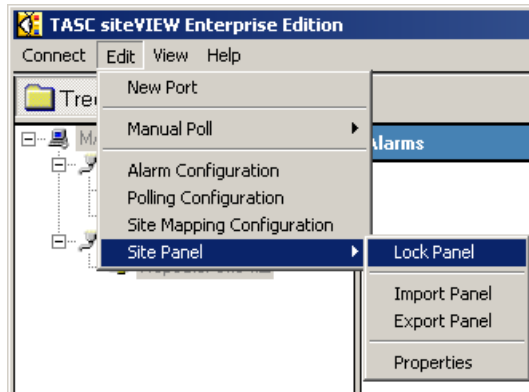 TASC siteVIEW Enterprise Edition
Connect Edit View Help
Tre
New Port
Manual Poll
Alarms
Alarm Configuration
Polling Configuration
Site Mapping Configuration
Site Panel
Lock Panel
Import Panel
Export Panel
Properties